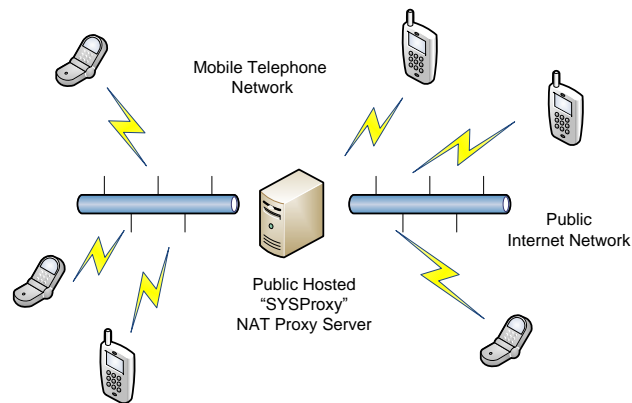 Mobile Telephone
Network
Public
Internet Network
Public Hosted
“SYSProxy”
NAT Proxy Server